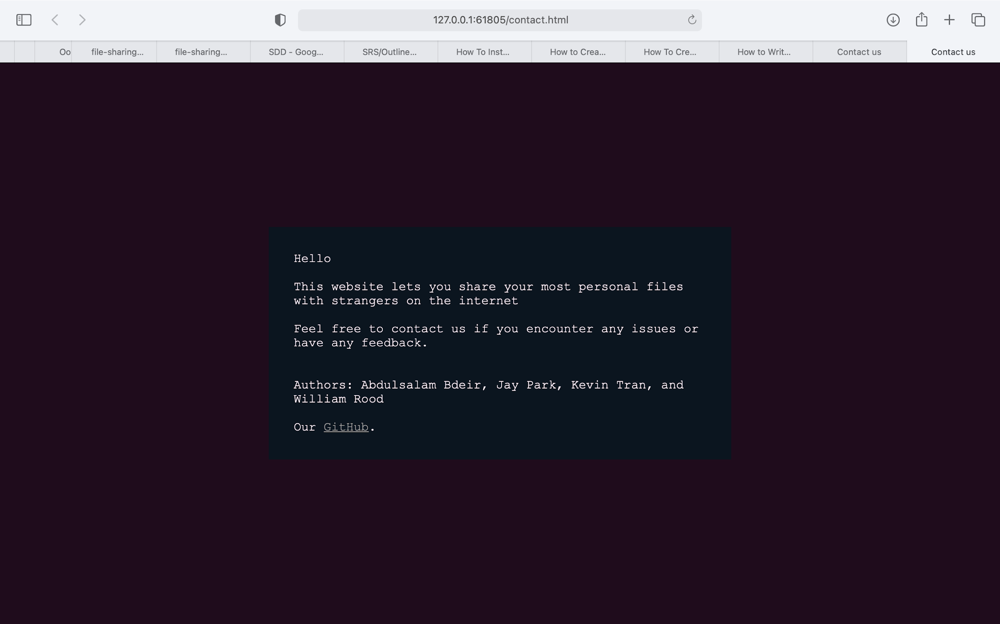 127.0.0.1:61805/contact.html
Oo
file-sharing...
file-sharing...
SDD - Goog...
SRS/Outline...
How To Inst...
How to Crea...
How To Cre...
How to Writ...
Contact us
Contact us
Hello
This website lets you share your most personal files
with strangers on the internet
Feel free to contact us if you encounter any issues or
have any feedback.
Authors: Abdulsalam Bdeir, Jay Park, Kevin Tran, and
William Rood
Our GitHub.